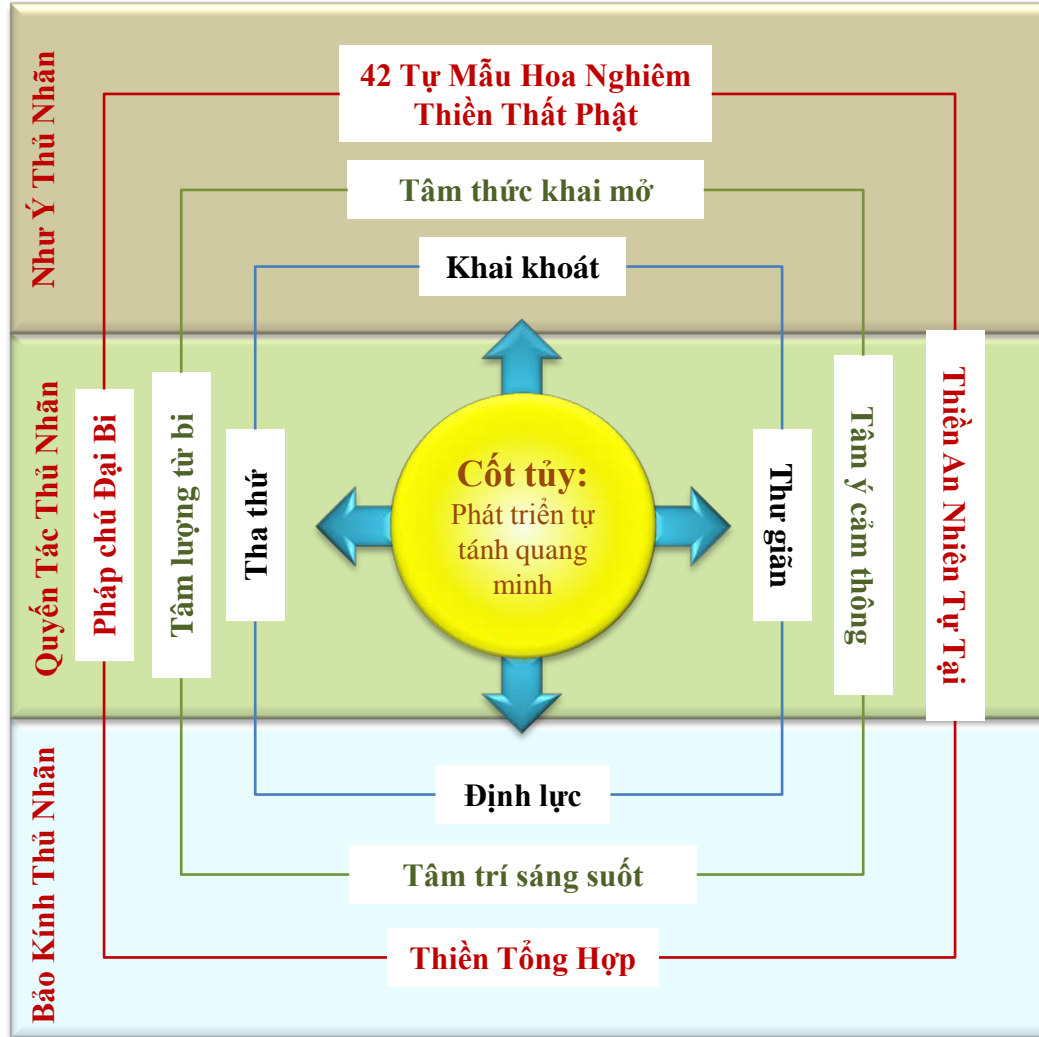 Như Ý Thủ Nhãn
42 Tự Mẫu Hoa Nghiêm
Thiền Thất Phật
Tâm thức khai mở
Khai khoát
Quyến Tác Thủ Nhãn
Pháp chú Đại Bi
Tâm lượng từ bi
Tha thứ
Cốt tủy:
Phát triển tự
tánh quang
minh
Thư giãn
Tâm ý cảm thông
Thiền An Nhiên Tự Tại
Bảo Kính Thủ Nhãn
Định lực
Tâm trí sáng suốt
Thiền Tổng Hợp